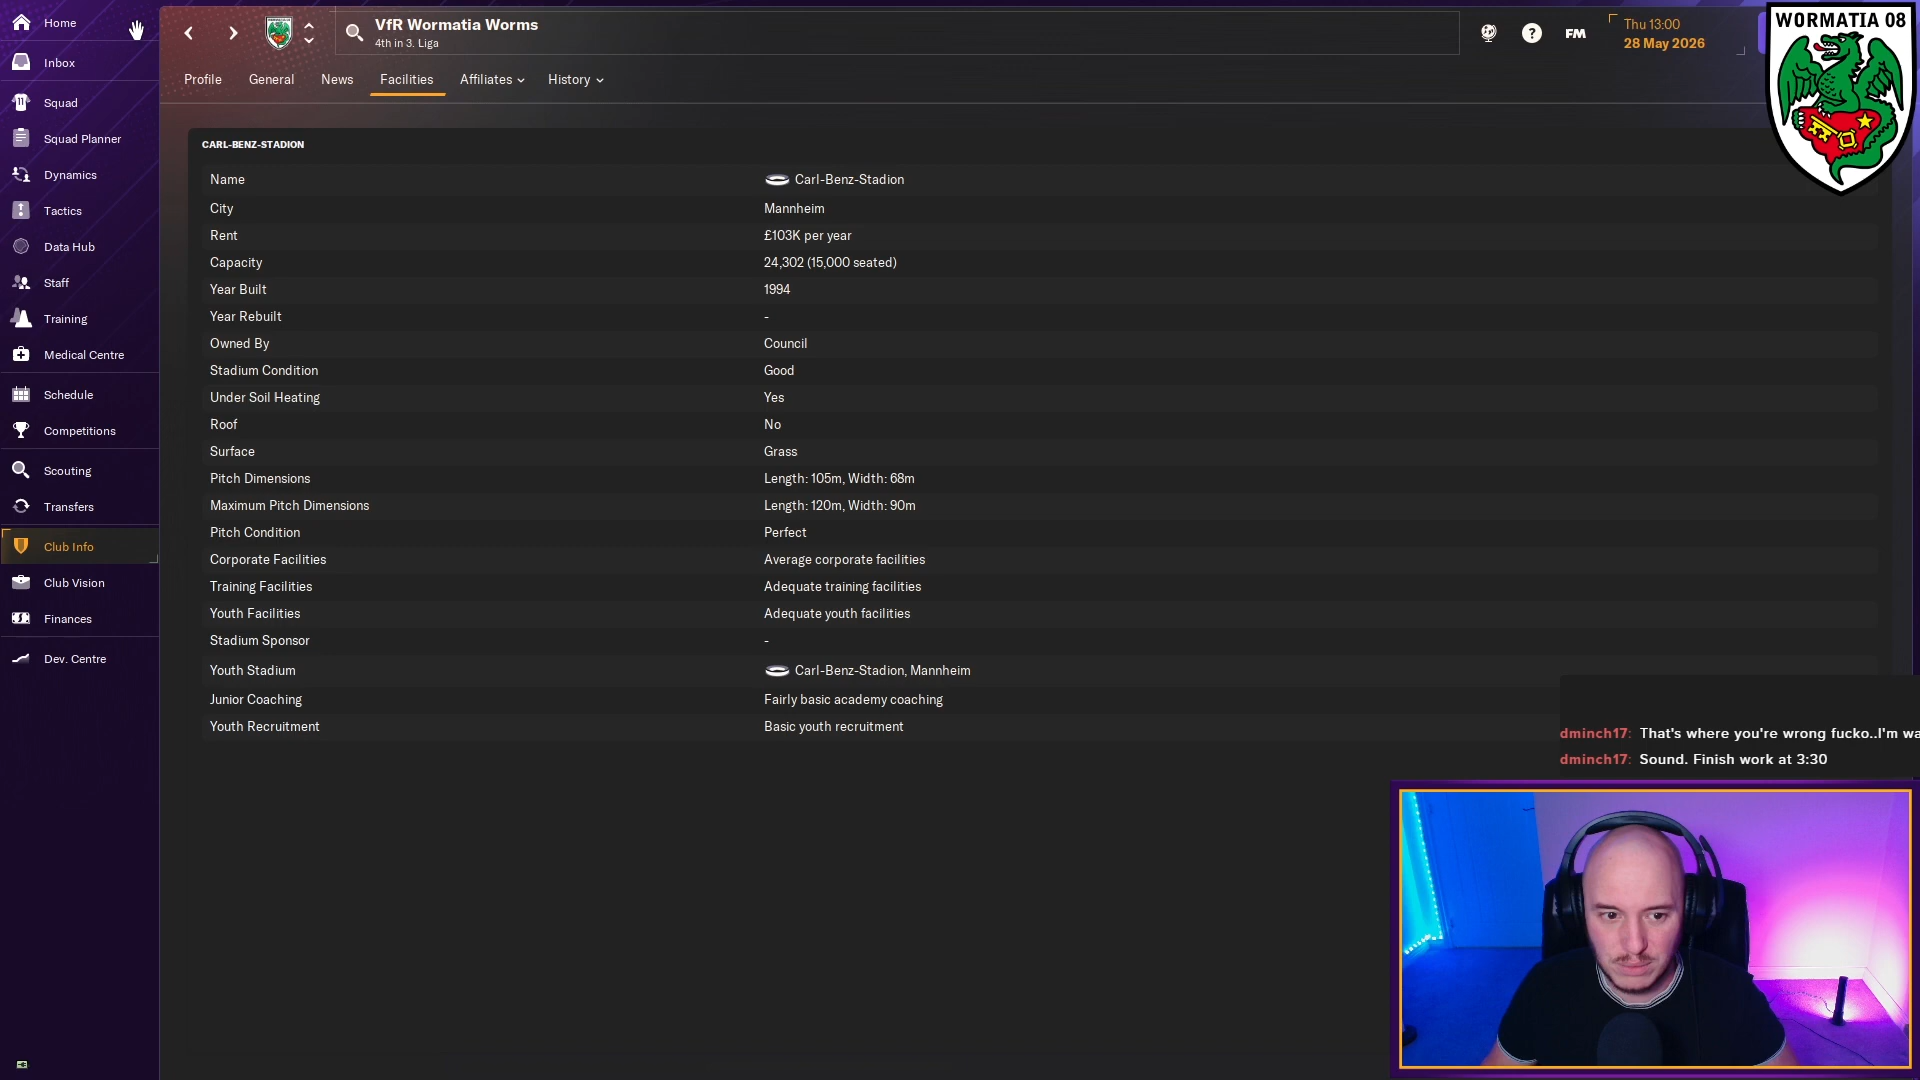 Home
Inbox
Squad
Squad Planner
Dynamics
Tactics
Data Hub
Staff
Training
Medical Centre
Schedule
Competitions
Scouting
Transfers
Club Info
Club Vision
Finances
Dev. Centre
VfR Wormatia Worms
4th in 3. Liga
FM
Thu 13:00
28 May 2026
WORMATIA 08
Profile General News Facilities Affiliates History
CARL-BENZ-STADION
Name Carl-Benz-Stadion
City Mannheim
Rent £103K per year
Capacity 24,302 (15,000 seated)
Year Built 1994
Year Rebuilt -
Owned By Council
Stadium Condition Good
Under Soil Heating Yes
Roof No
Surface Grass
Pitch Dimensions Length: 105m, Width: 68m
Maximum Pitch Dimensions Length: 120m, Width: 90m
Pitch Condition Perfect
Corporate Facilities Average corporate facilities
Training Facilities Adequate training facilities
Youth Facilities Adequate youth facilities
Stadium Sponsor -
Youth Stadium Carl-Benz-Stadion, Mannheim
Junior Coaching Fairly basic academy coaching
Youth Recruitment Basic youth recruitment
dminch17: That's where you're wrong fucko..I'm wa
dminch17: Sound. Finish work at 3:30